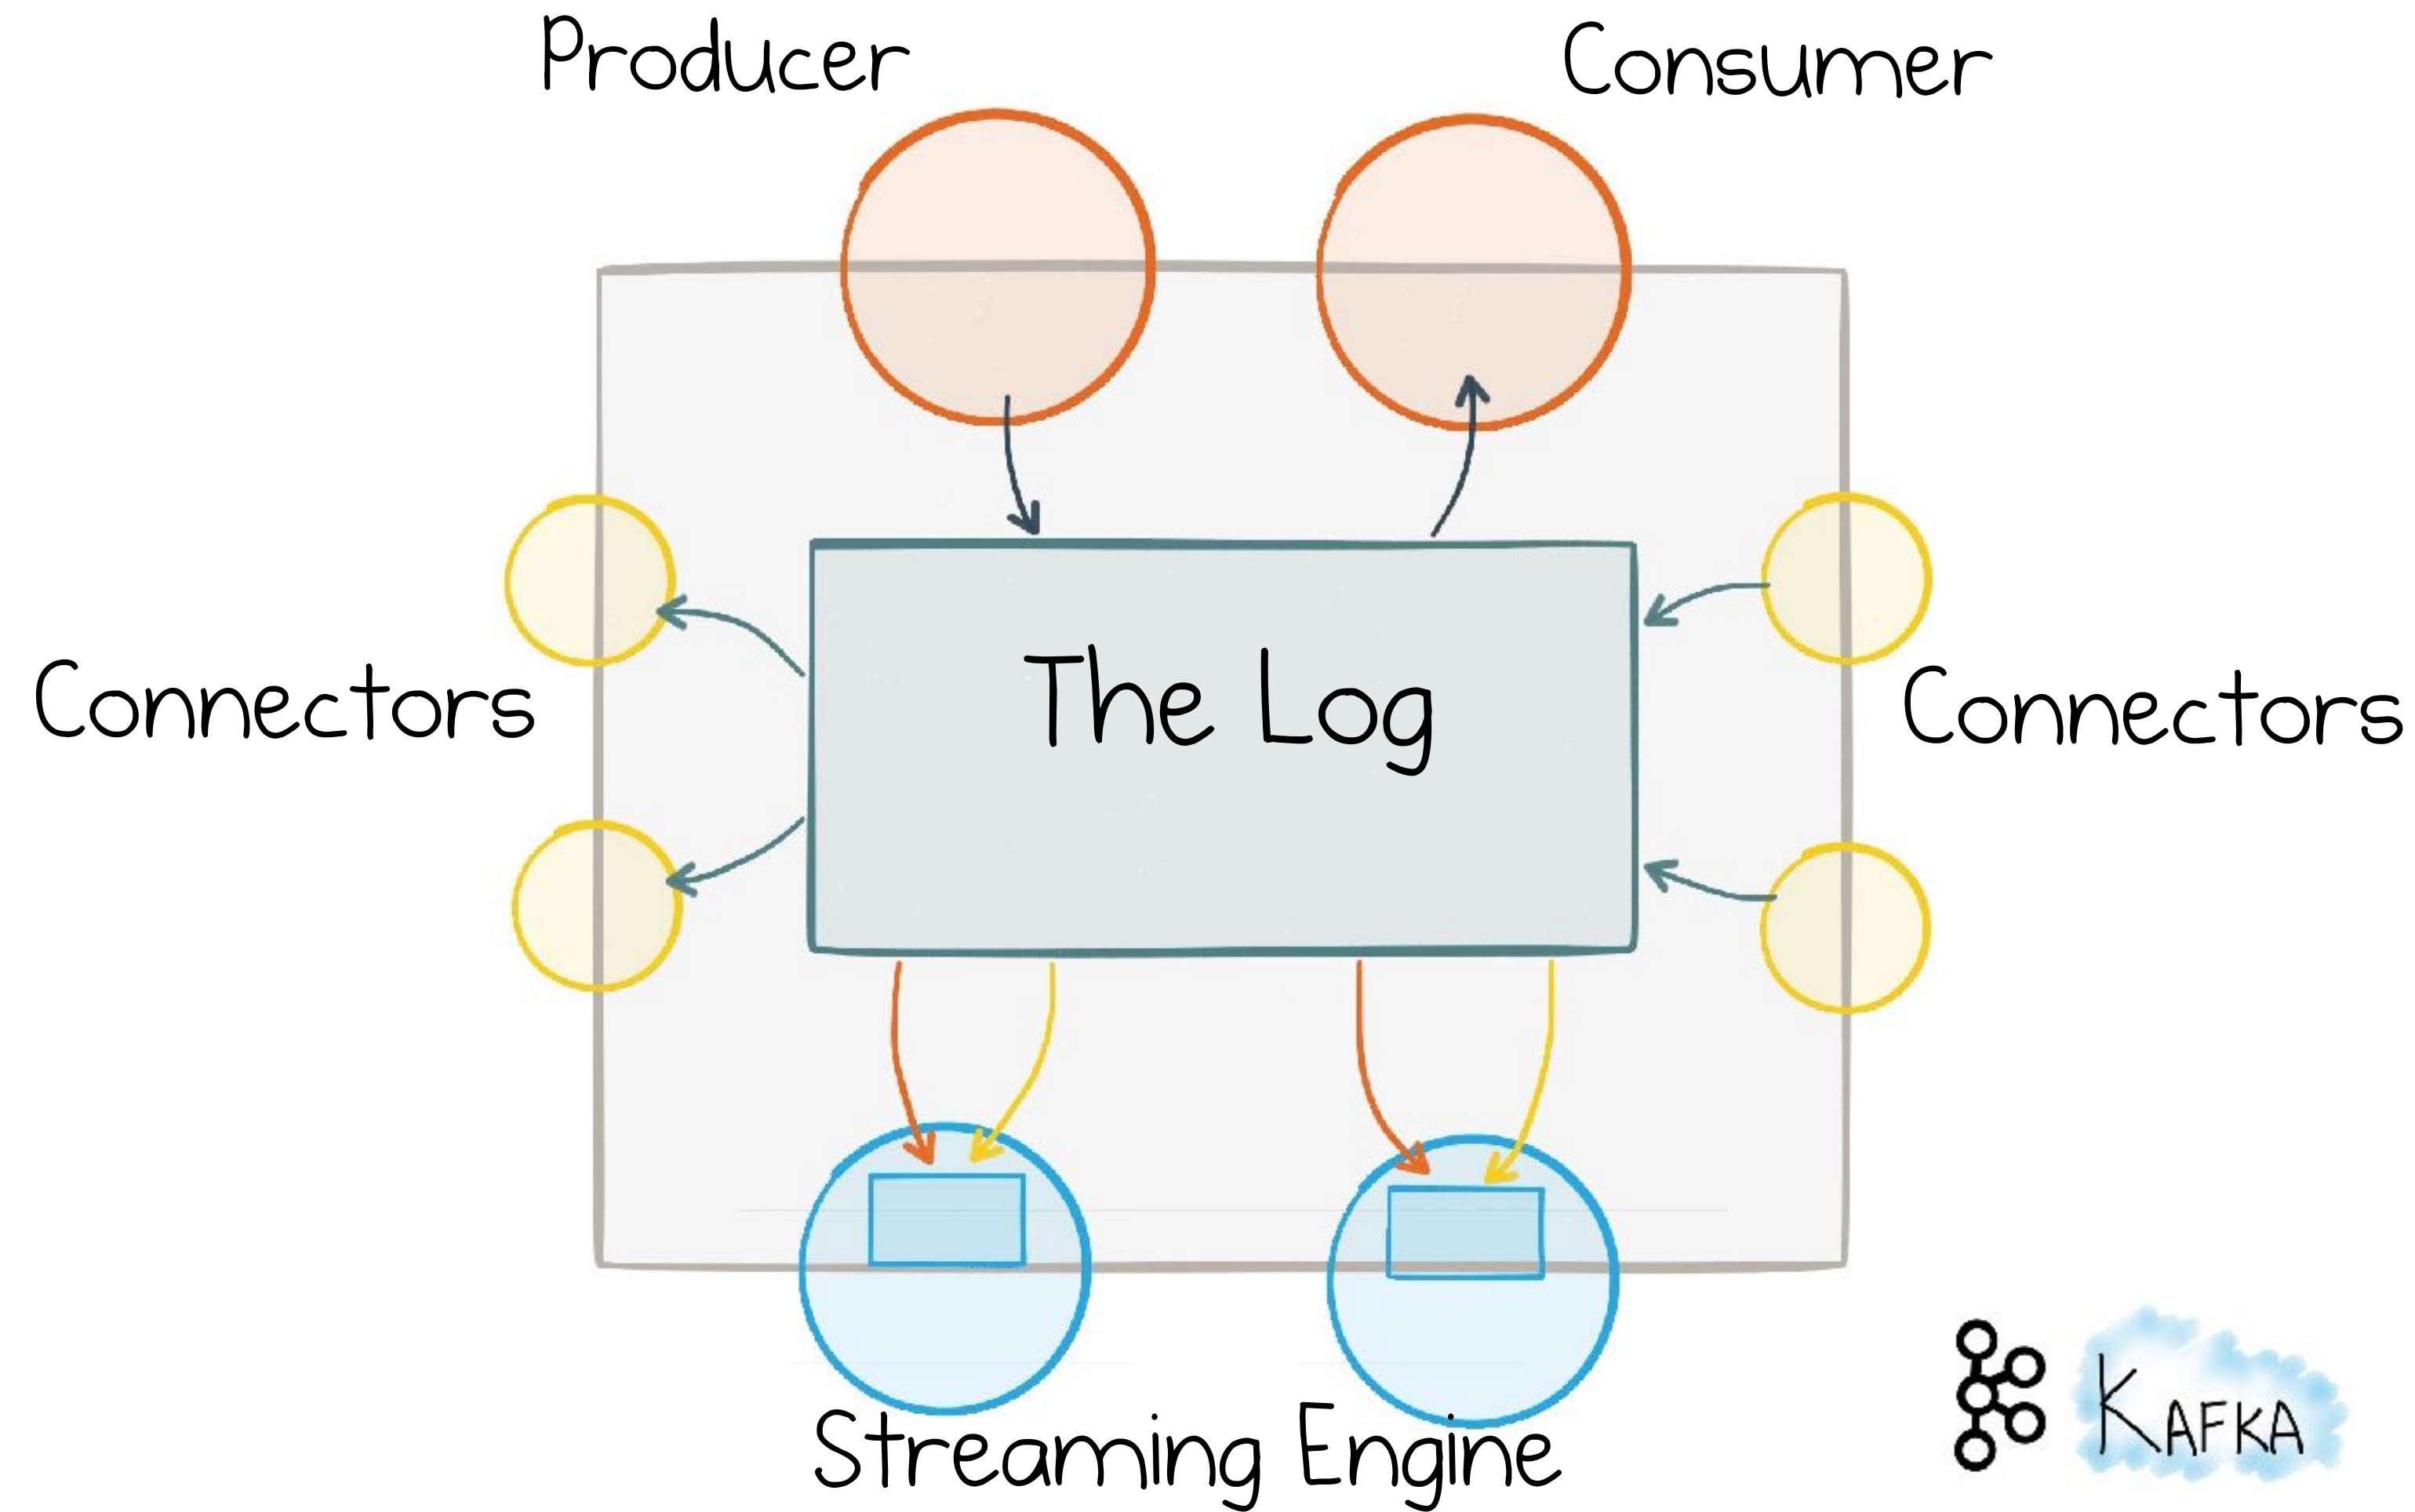 Producer
Consumer
The Log
Connectors
Connectors
Streaming Engine
KAFKA